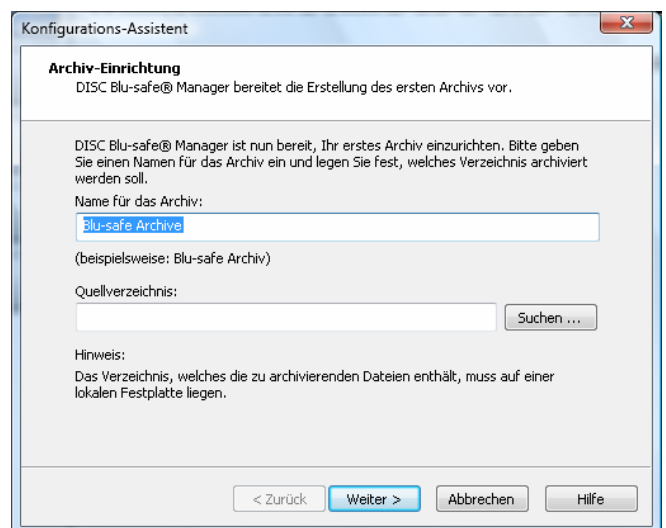 Konfigurations-Assistent
Archiv-Einrichtung
DISC Blu-safe® Manager bereitet die Erstellung des ersten Archivs vor.
DISC Blu-safe® Manager ist nun bereit, Ihr erstes Archiv einzurichten. Bitte geben
Sie einen Namen für das Archiv ein und legen Sie fest, welches Verzeichnis archiviert
werden soll.
Name für das Archiv:
Blu-safe Archive
(beispielsweise: Blu-safe Archiv)
Quellverzeichnis:
Suchen ...
Hinweis:
Das Verzeichnis, welches die zu archivierenden Dateien enthält, muss auf einer
lokalen Festplatte liegen.
< Zurück Weiter > Abbrechen Hilfe